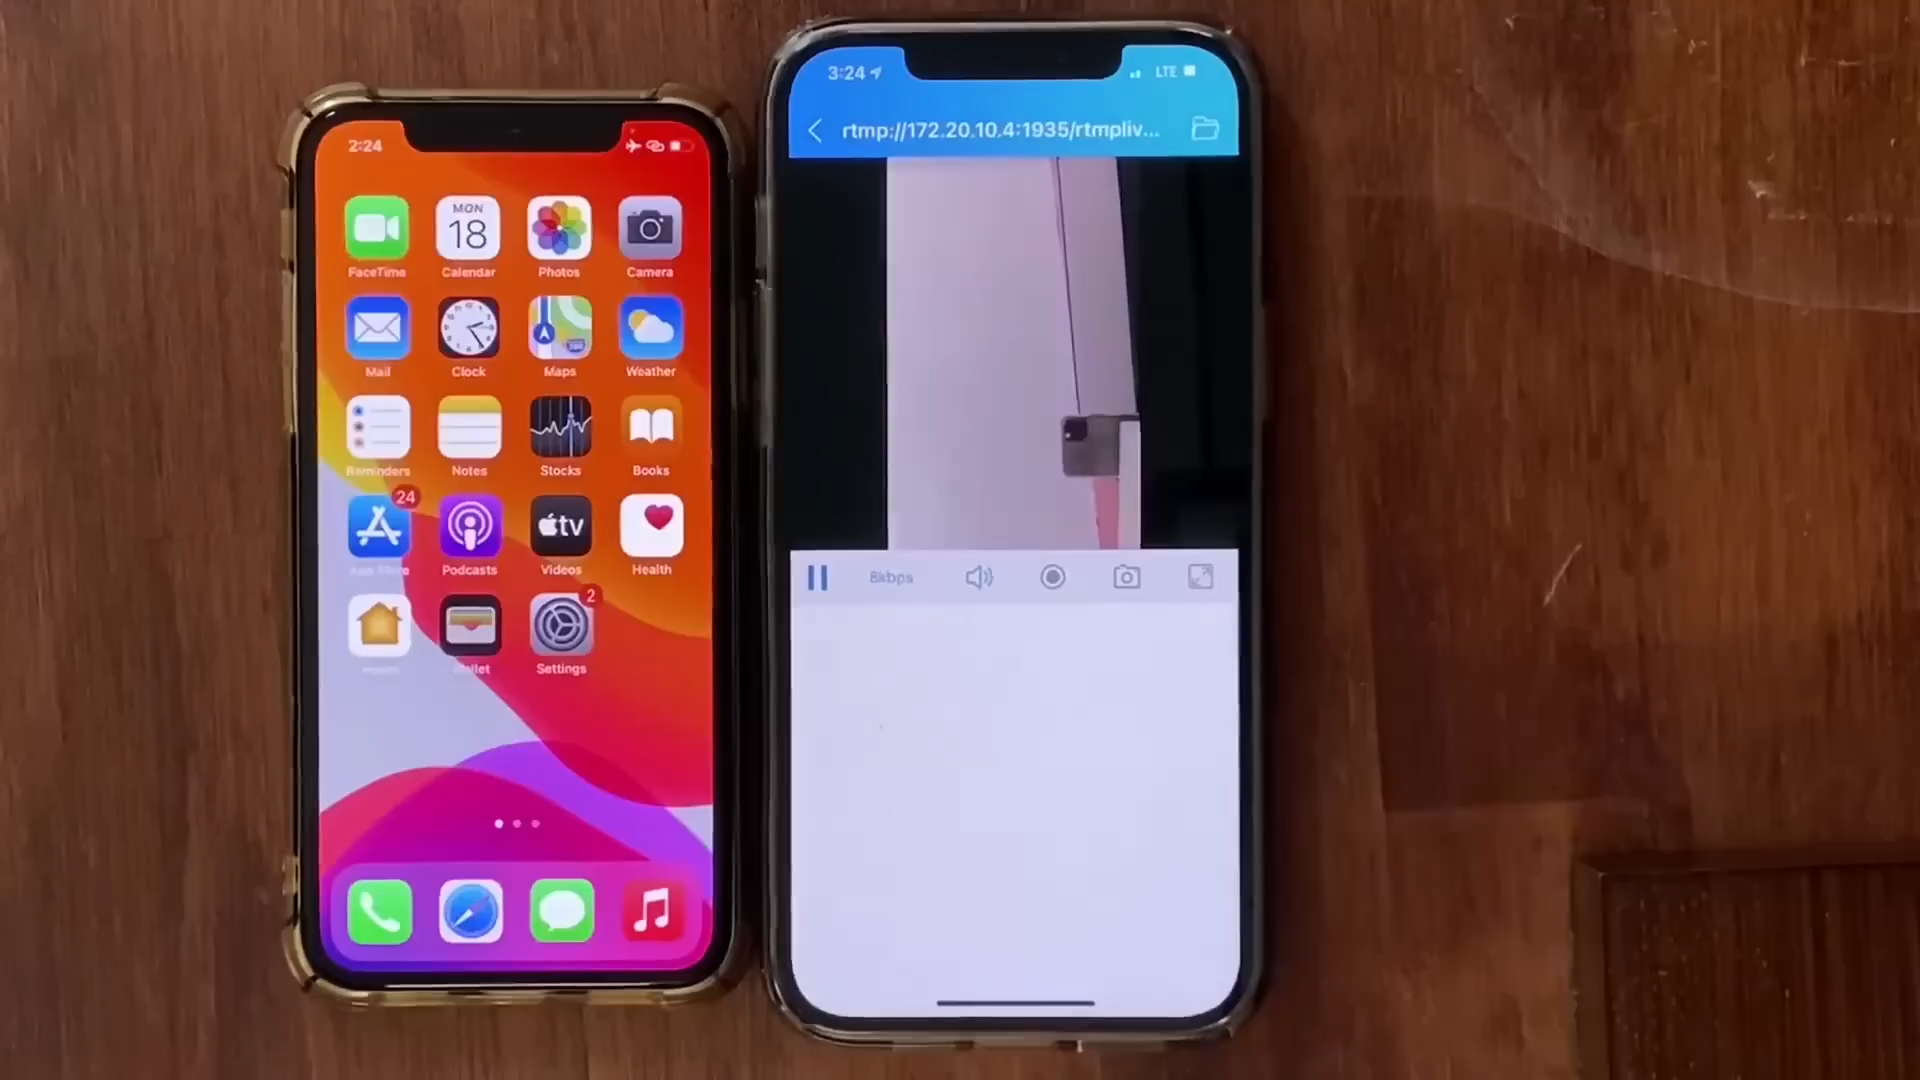 2:24
MON
18
FaceTime
Calendar
Photos
Camera
Mail
Clock
Maps
Weather
Reminders
Notes
Stocks
Books
24
tv
Podcasts
Videos
Health
2
Settings
3:24
LTE
rtmp://172.20.10.4:1935/rtmpliv...
8kbps